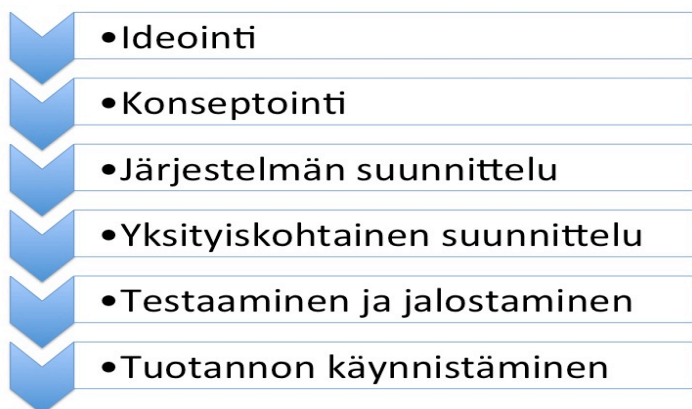 •Ideointi
•Konseptointi
•Järjestelmän suunnittelu
•Yksityiskohtainen suunnittelu
•Testaaminen ja jalostaminen
•Tuotannon käynnistäminen